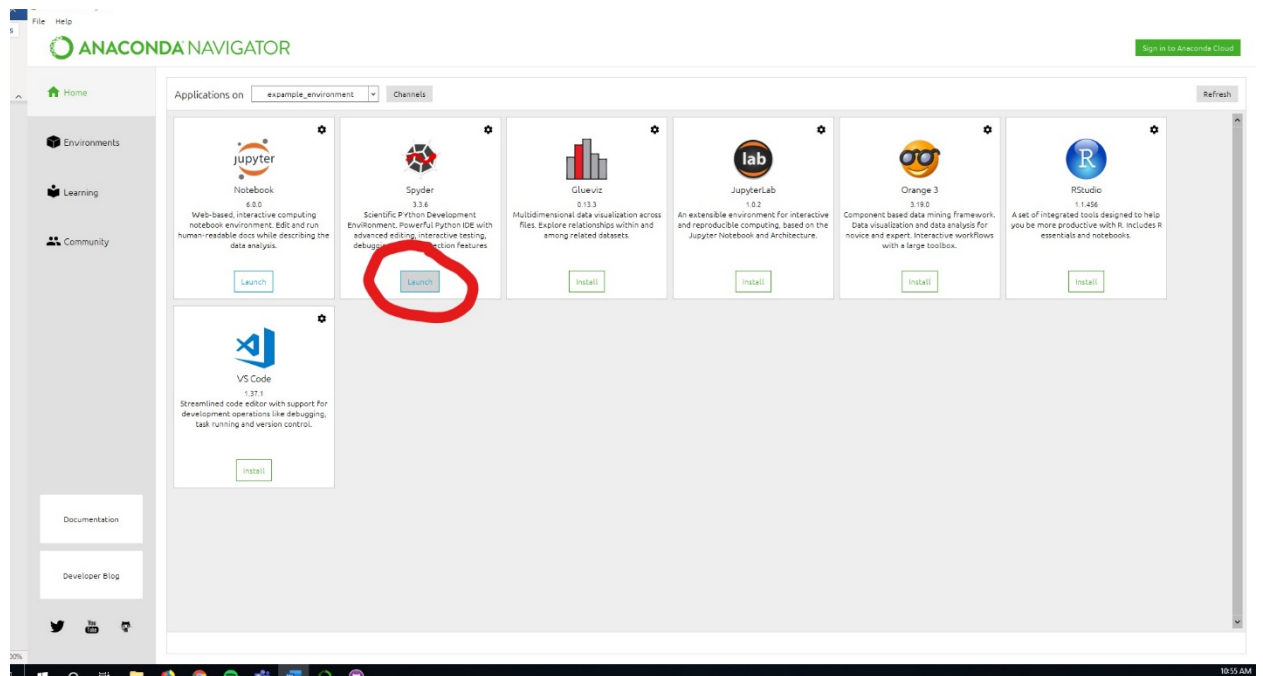 File Help
ANACONDA NAVIGATOR
Sign in to Anaconda Cloud
Home
Environments
Learning
Community
Documentation
Developer Blog
You
Tube
Applications on expample_environment Channels
Refresh
jupyter
Notebook
6.0.0
Web-based, interactive computing
notebook environment. Edit and run
human-readable docs while describing the
data analysis.
Launch
Spyder
3.3.6
Scientific PYthon Development
EnviRonment. Powerful Python IDE with
advanced editing, interactive testing,
Launch
Glueviz
0.13.3
Multidimensional data visualization across
files. Explore relationships within and
among related datasets.
Install
lab
JupyterLab
1.0.2
An extensible environment for interactive
and reproducible computing, based on the
Jupyter Notebook and Architecture.
Install
Orange 3
3.19.0
Component based data mining framework.
Data visualization and data analysis for
novice and expert. Interactive workflows
with a large toolbox.
Install
R
RStudio
1.1.456
A set of integrated tools designed to help
you be more productive with R. Includes R
essentials and notebooks.
Install
VS Code
1.37.1
Streamlined code editor with support for
development operations like debugging,
task running and version control.
Install
10:55 AM